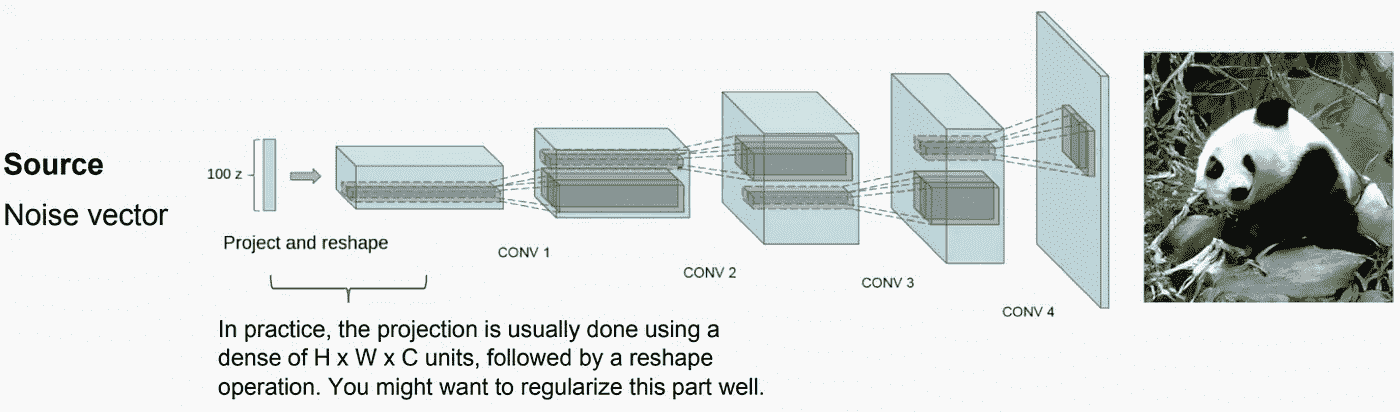 Source
Noise vector
100 z
Project and reshape
CONV 1
CONV 2
CONV 3
CONV 4
In practice, the projection is usually done using a
dense of H x W x C units, followed by a reshape
operation. You might want to regularize this part well.